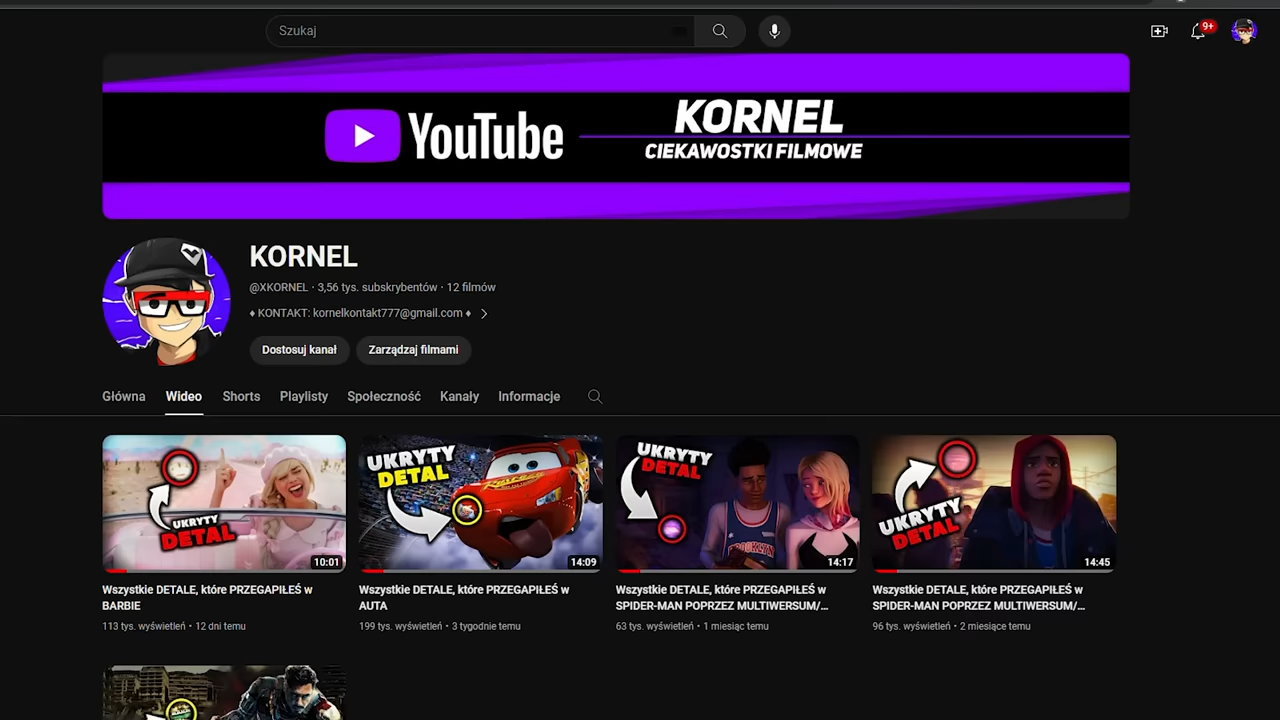 Szukaj
9+
YouTube
KORNEL
CIEKAWOSTKI FILMOWE
KORNEL
@XKORNEL · 3,56 tys. subskrybentów · 12 filmów
♦ KONTAKT: kornelkontakt777@gmail.com ♦
Dostosuj kanał
Zarządzaj filmami
Główna
Wideo
Shorts
Playlisty
Społeczność
Kanały
Informacje
UKRYTY
DETAL
10:01
UKRYTY
DETAL
14:09
UKRYTY
DETAL
BROOKLYN
14:17
UKRYTY
DETAL
14:45
Wszystkie DETALE, które PRZEGAPIŁEŚ w
BARBIE
113 tys. wyświetleń • 12 dni temu
Wszystkie DETALE, które PRZEGAPIŁEŚ w
AUTA
199 tys. wyświetleń • 3 tygodnie temu
Wszystkie DETALE, które PRZEGAPIŁEŚ w
SPIDER-MAN POPRZEZ MULTIWERSUM/...
63 tys. wyświetleń • 1 miesiąc temu
Wszystkie DETALE, które PRZEGAPIŁEŚ w
SPIDER-MAN POPRZEZ MULTIWERSUM/...
96 tys. wyświetleń • 2 miesiące temu